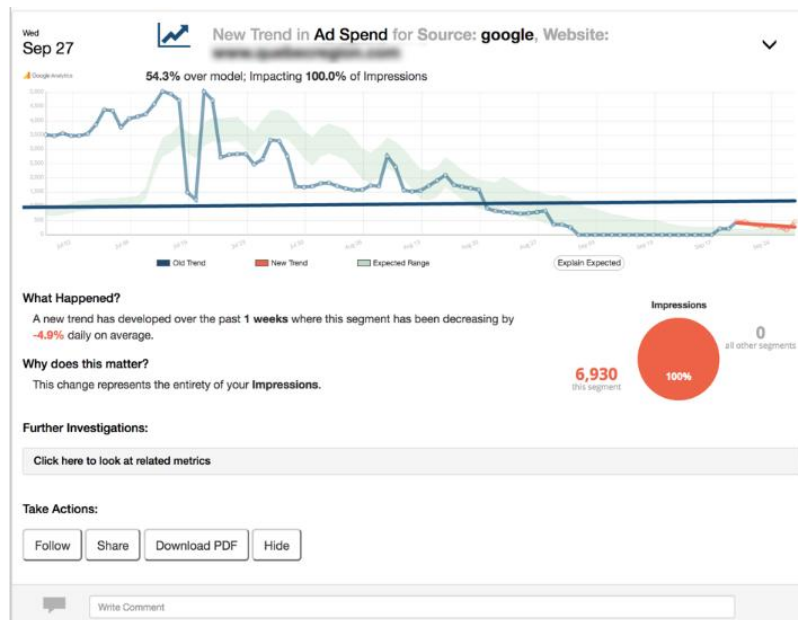 Wed
Sep 27
New Trend in Ad Spend for Source: google, Website:
Google Analytics
54.3% over model; Impacting 100.0% of Impressions
500
0
Old Trend
New Trend
Expected Range
Explain Expected
What Happened?
A new trend has developed over the past 1 weeks where this segment has been decreasing by
-4.9% daily on average.
Why does this matter?
This change represents the entirety of your Impressions.
Impressions
100%
6,930
this segment
0
all other segments
Further Investigations:
Click here to look at related metrics
Take Actions:
Follow
Share
Download PDF
Hide
Write Comment